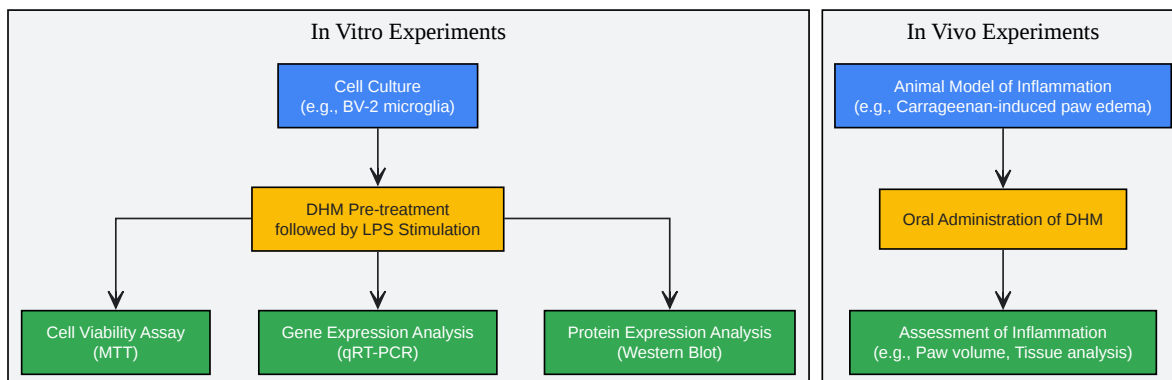 In Vitro Experiments
Cell Culture
(e.g., BV-2 microglia)
DHM Pre-treatment
followed by LPS Stimulation
Cell Viability Assay
(MTT)
Gene Expression Analysis
(qRT-PCR)
Protein Expression Analysis
(Western Blot)
In Vivo Experiments
Animal Model of Inflammation
(e.g., Carrageenan-induced paw edema)
Oral Administration of DHM
Assessment of Inflammation
(e.g., Paw volume, Tissue analysis)